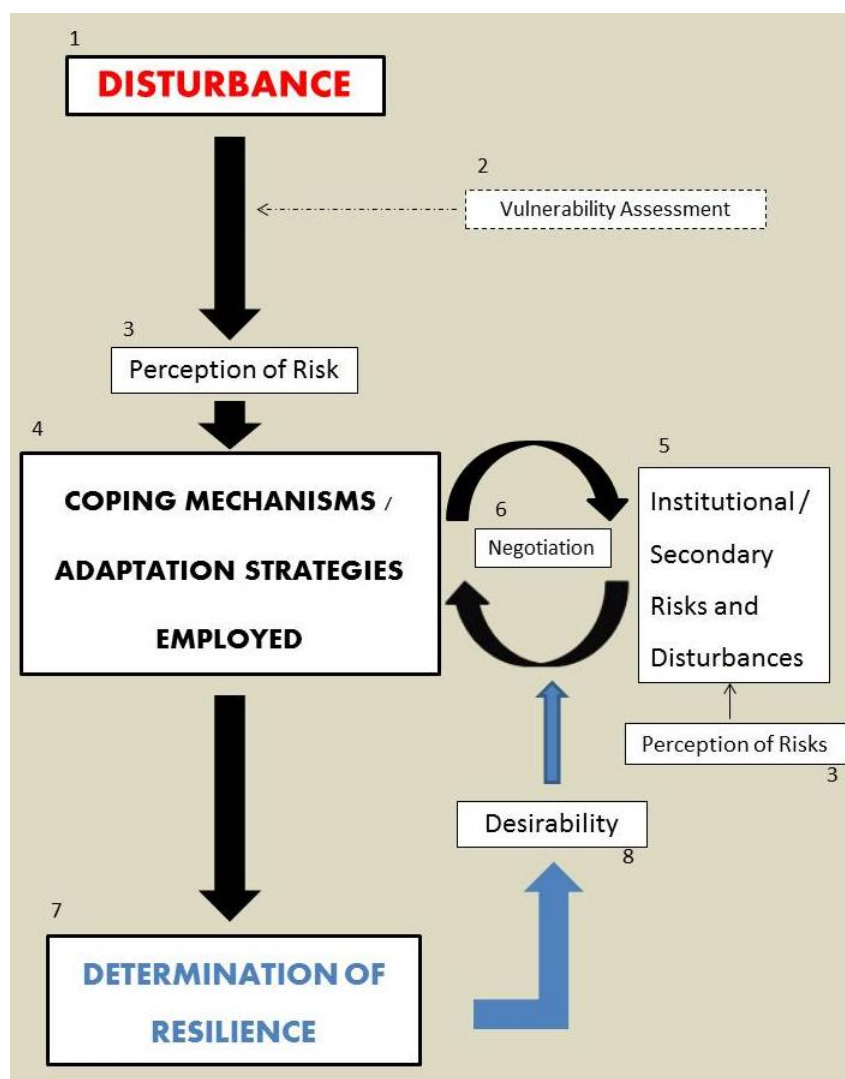 1
DISTURBANCE
2
Vulnerability Assessment
3
Perception of Risk
4
COPING MECHANISMS /
ADAPTATION STRATEGIES
EMPLOYED
5
Institutional /
Secondary
Risks and
Disturbances
6
Negotiation
Perception of Risks
3
Desirability
8
7
DETERMINATION OF
RESILIENCE